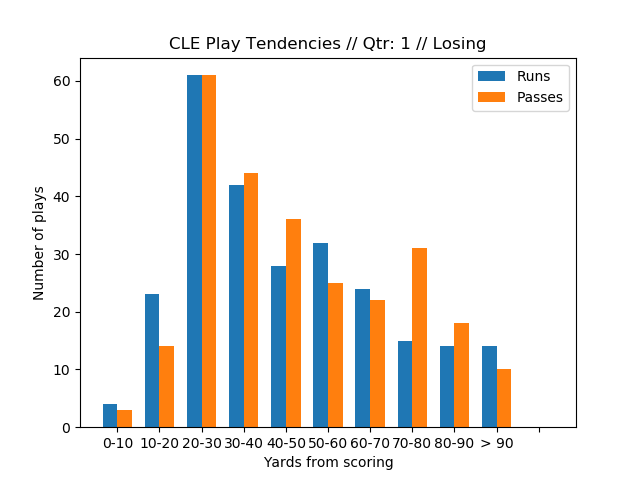 CLE Play Tendencies // Qtr: 1 // Losing
Runs
Passes
Number of plays
60
50
40
30
20
10
0
0-10 10-20 20-30 30-40 40-50 50-60 60-70 70-80 80-90 > 90
Yards from scoring